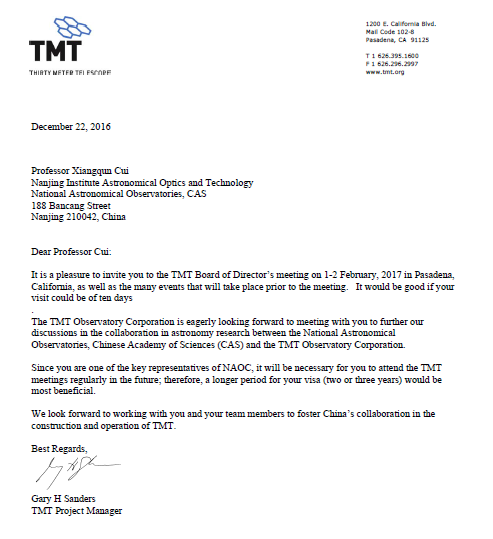 TMT
THIRTY METER TELESCOPE
1200 E. California Blvd.
Mail Code 102-8
Pasadena, CA 91125
T 1 626.395.1600
F 1 626.296.2997
www.tmt.org
December 22, 2016
Professor Xiangqun Cui
Nanjing Institute Astronomical Optics and Technology
National Astronomical Observatories, CAS
188 Bancang Street
Nanjing 210042, China
Dear Professor Cui:
It is a pleasure to invite you to the TMT Board of Director's meeting on 1-2 February, 2017 in Pasadena,
California, as well as the many events that will take place prior to the meeting. It would be good if your
visit could be of ten days
.
The TMT Observatory Corporation is eagerly looking forward to meeting with you to further our
discussions in the collaboration in astronomy research between the National Astronomical
Observatories, Chinese Academy of Sciences (CAS) and the TMT Observatory Corporation.
Since you are one of the key representatives of NAOC, it will be necessary for you to attend the TMT
meetings regularly in the future; therefore, a longer period for your visa (two or three years) would be
most beneficial.
We look forward to working with you and your team members to foster China's collaboration in the
construction and operation of TMT.
Best Regards,
Gary H Sanders
TMT Project Manager